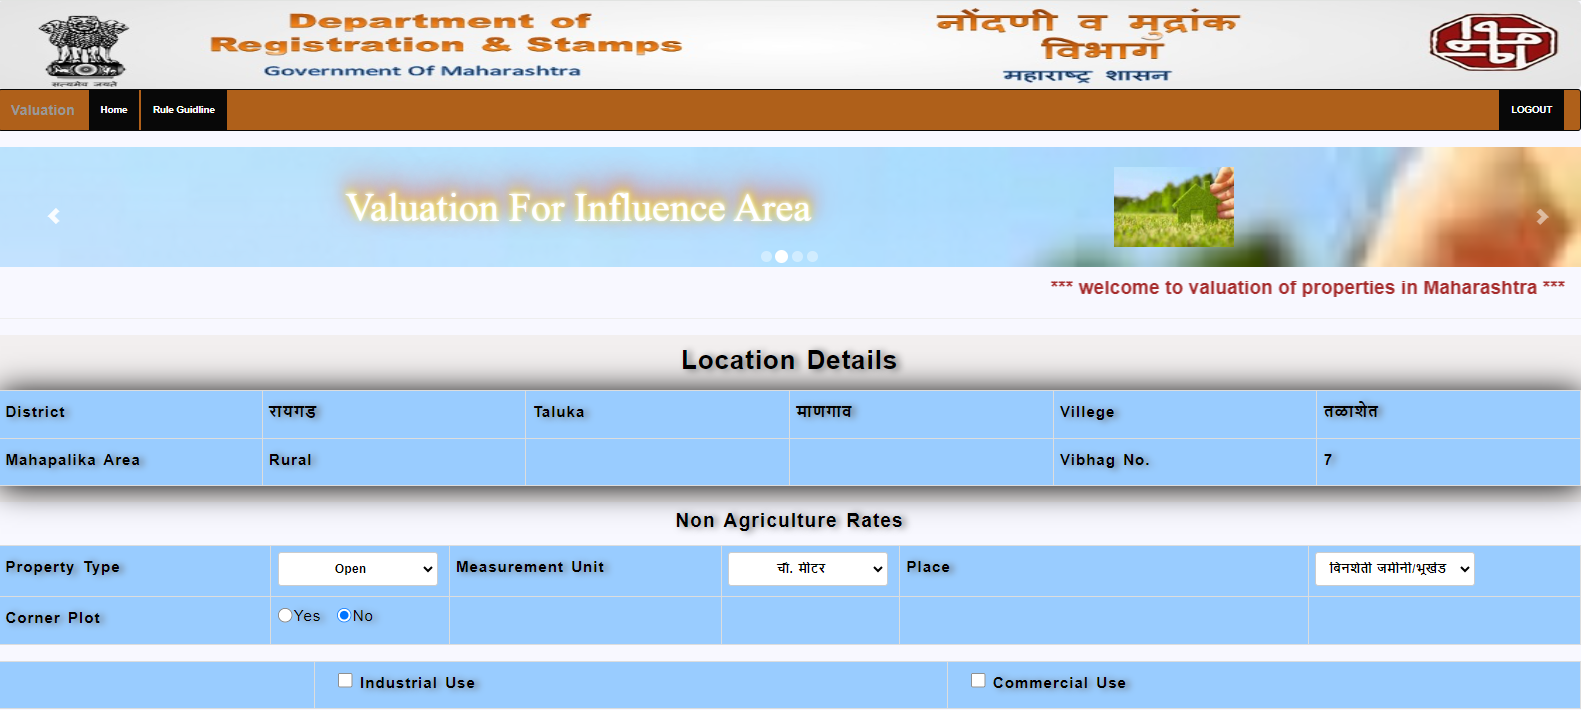 Department of
Registration & Stamps
Government Of Maharashtra
नोंदणी व मुद्रांक
विभाग
महाराष्ट्र शासन
सत्यमेव जयते
Valuation Home Rule Guidline LOGOUT
Valuation For Influence Area
*** welcome to valuation of properties in Maharashtra ***
Location Details
District रायगड Taluka माणगाव Villege तळाशेत
Mahapalika Area Rural Vibhag No. 7
Non Agriculture Rates
Property Type Open Measurement Unit चौ. मीटर Place बिनशेती जमीनी/भूखंड
Corner Plot Yes No
Industrial Use Commercial Use